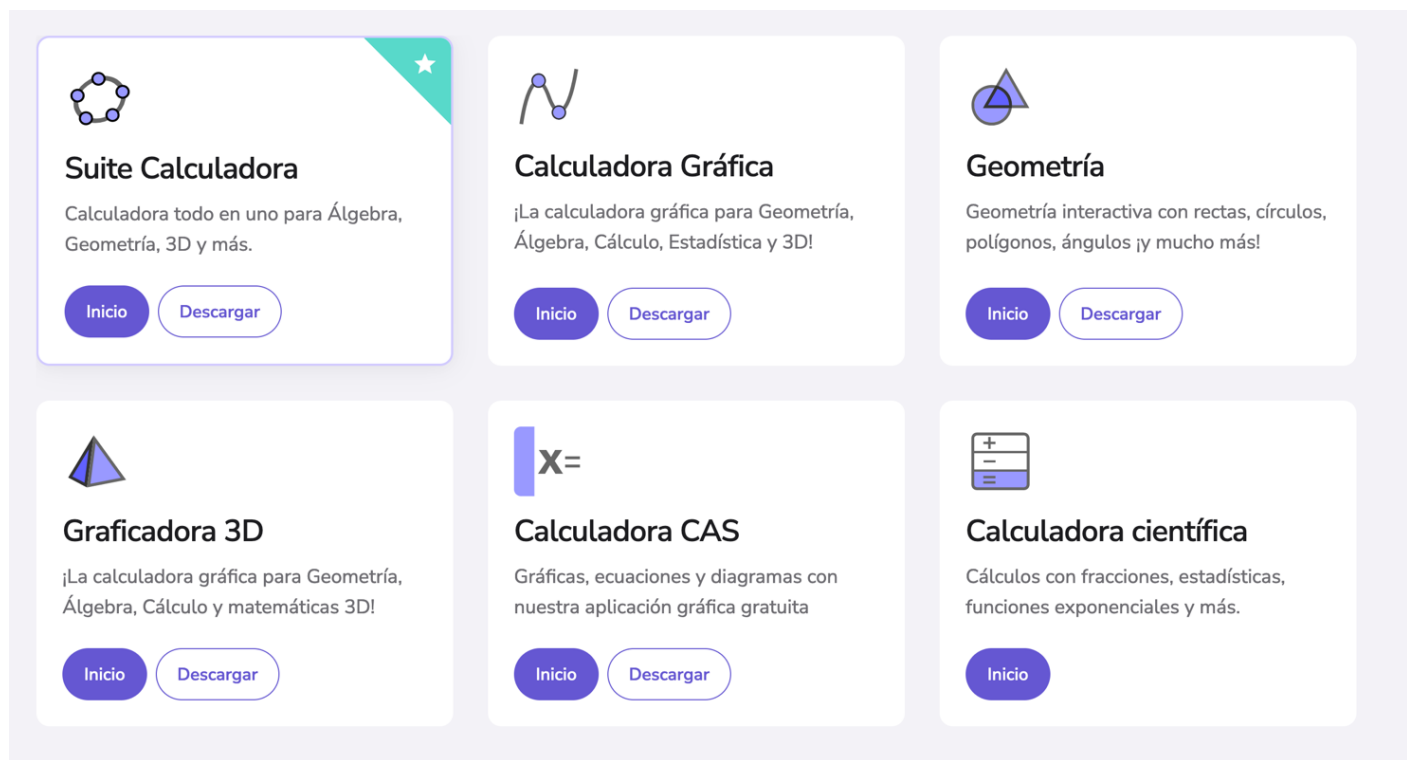 Suite Calculadora
Calculadora todo en uno para Álgebra,
Geometría, 3D y más.
Inicio
Descargar
Calculadora Gráfica
¡La calculadora gráfica para Geometría,
Álgebra, Cálculo, Estadística y 3D!
Inicio
Descargar
Geometría
Geometría interactiva con rectas, círculos,
polígonos, ángulos ¡y mucho más!
Inicio
Descargar
Graficadora 3D
¡La calculadora gráfica para Geometría,
Álgebra, Cálculo y matemáticas 3D!
Inicio
Descargar
X=
Calculadora CAS
Gráficas, ecuaciones y diagramas con
nuestra aplicación gráfica gratuita
Inicio
Descargar
+
−
=
Calculadora científica
Cálculos con fracciones, estadísticas,
funciones exponenciales y más.
Inicio